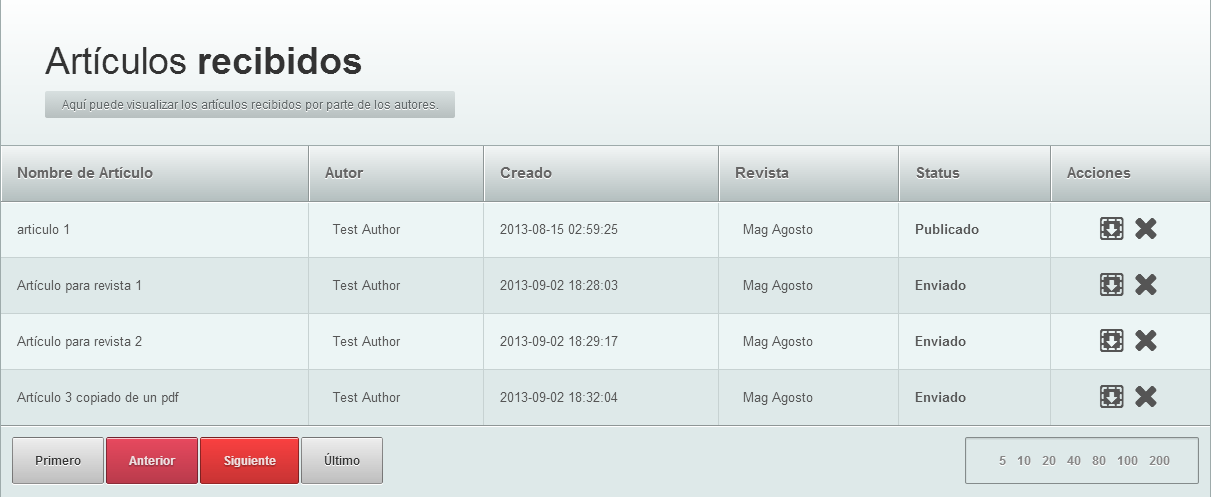 Artículos recibidos
Aquí puede visualizar los artículos recibidos por parte de los autores.
Nombre de Artículo Autor Creado Revista Status Acciones
articulo 1 Test Author 2013-08-15 02:59:25 Mag Agosto Publicado
Artículo para revista 1 Test Author 2013-09-02 18:28:03 Mag Agosto Enviado
Artículo para revista 2 Test Author 2013-09-02 18:29:17 Mag Agosto Enviado
Artículo 3 copiado de un pdf Test Author 2013-09-02 18:32:04 Mag Agosto Enviado
Primero Anterior Siguiente Último 5 10 20 40 80 100 200